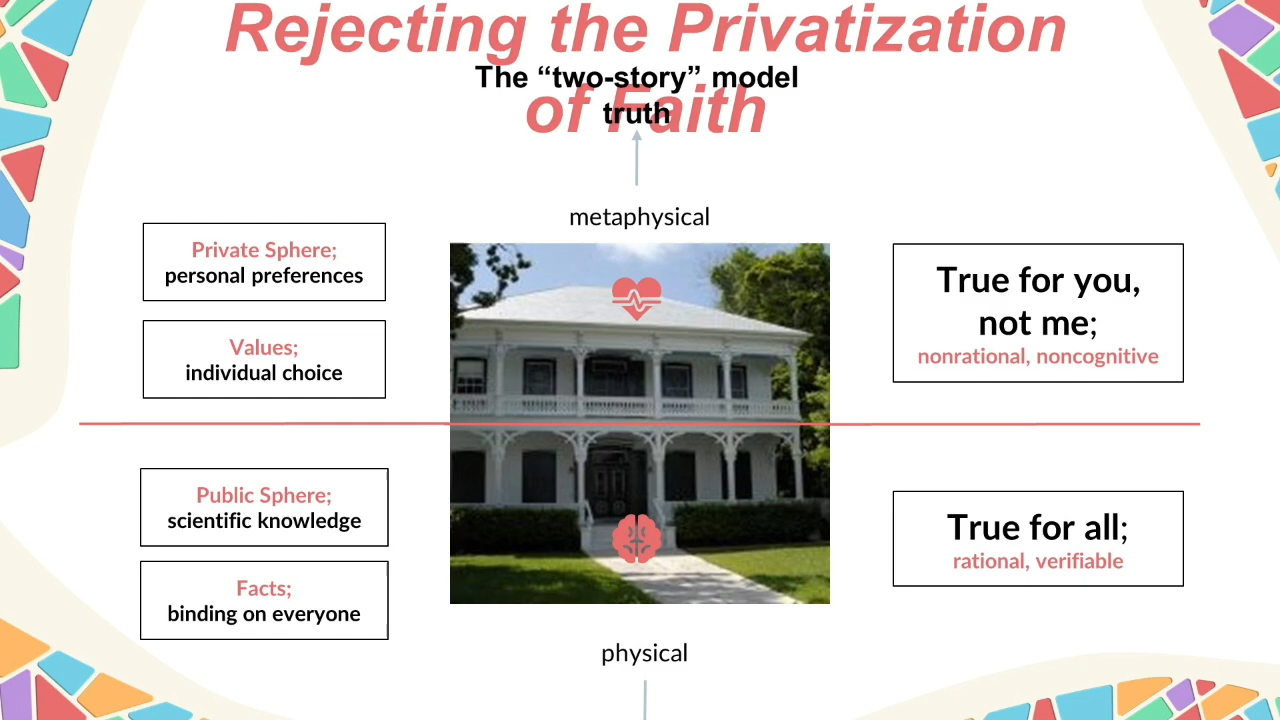 Rejecting the Privatization
of Faith
The “two-story” model
truth
metaphysical
Private Sphere;
personal preferences
Values;
individual choice
True for you,
not me;
nonrational, noncognitive
Public Sphere;
scientific knowledge
Facts;
binding on everyone
True for all;
rational, verifiable
physical